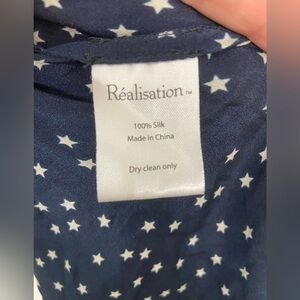 Réalisation™
100% Silk
Made in China
Dry clean only